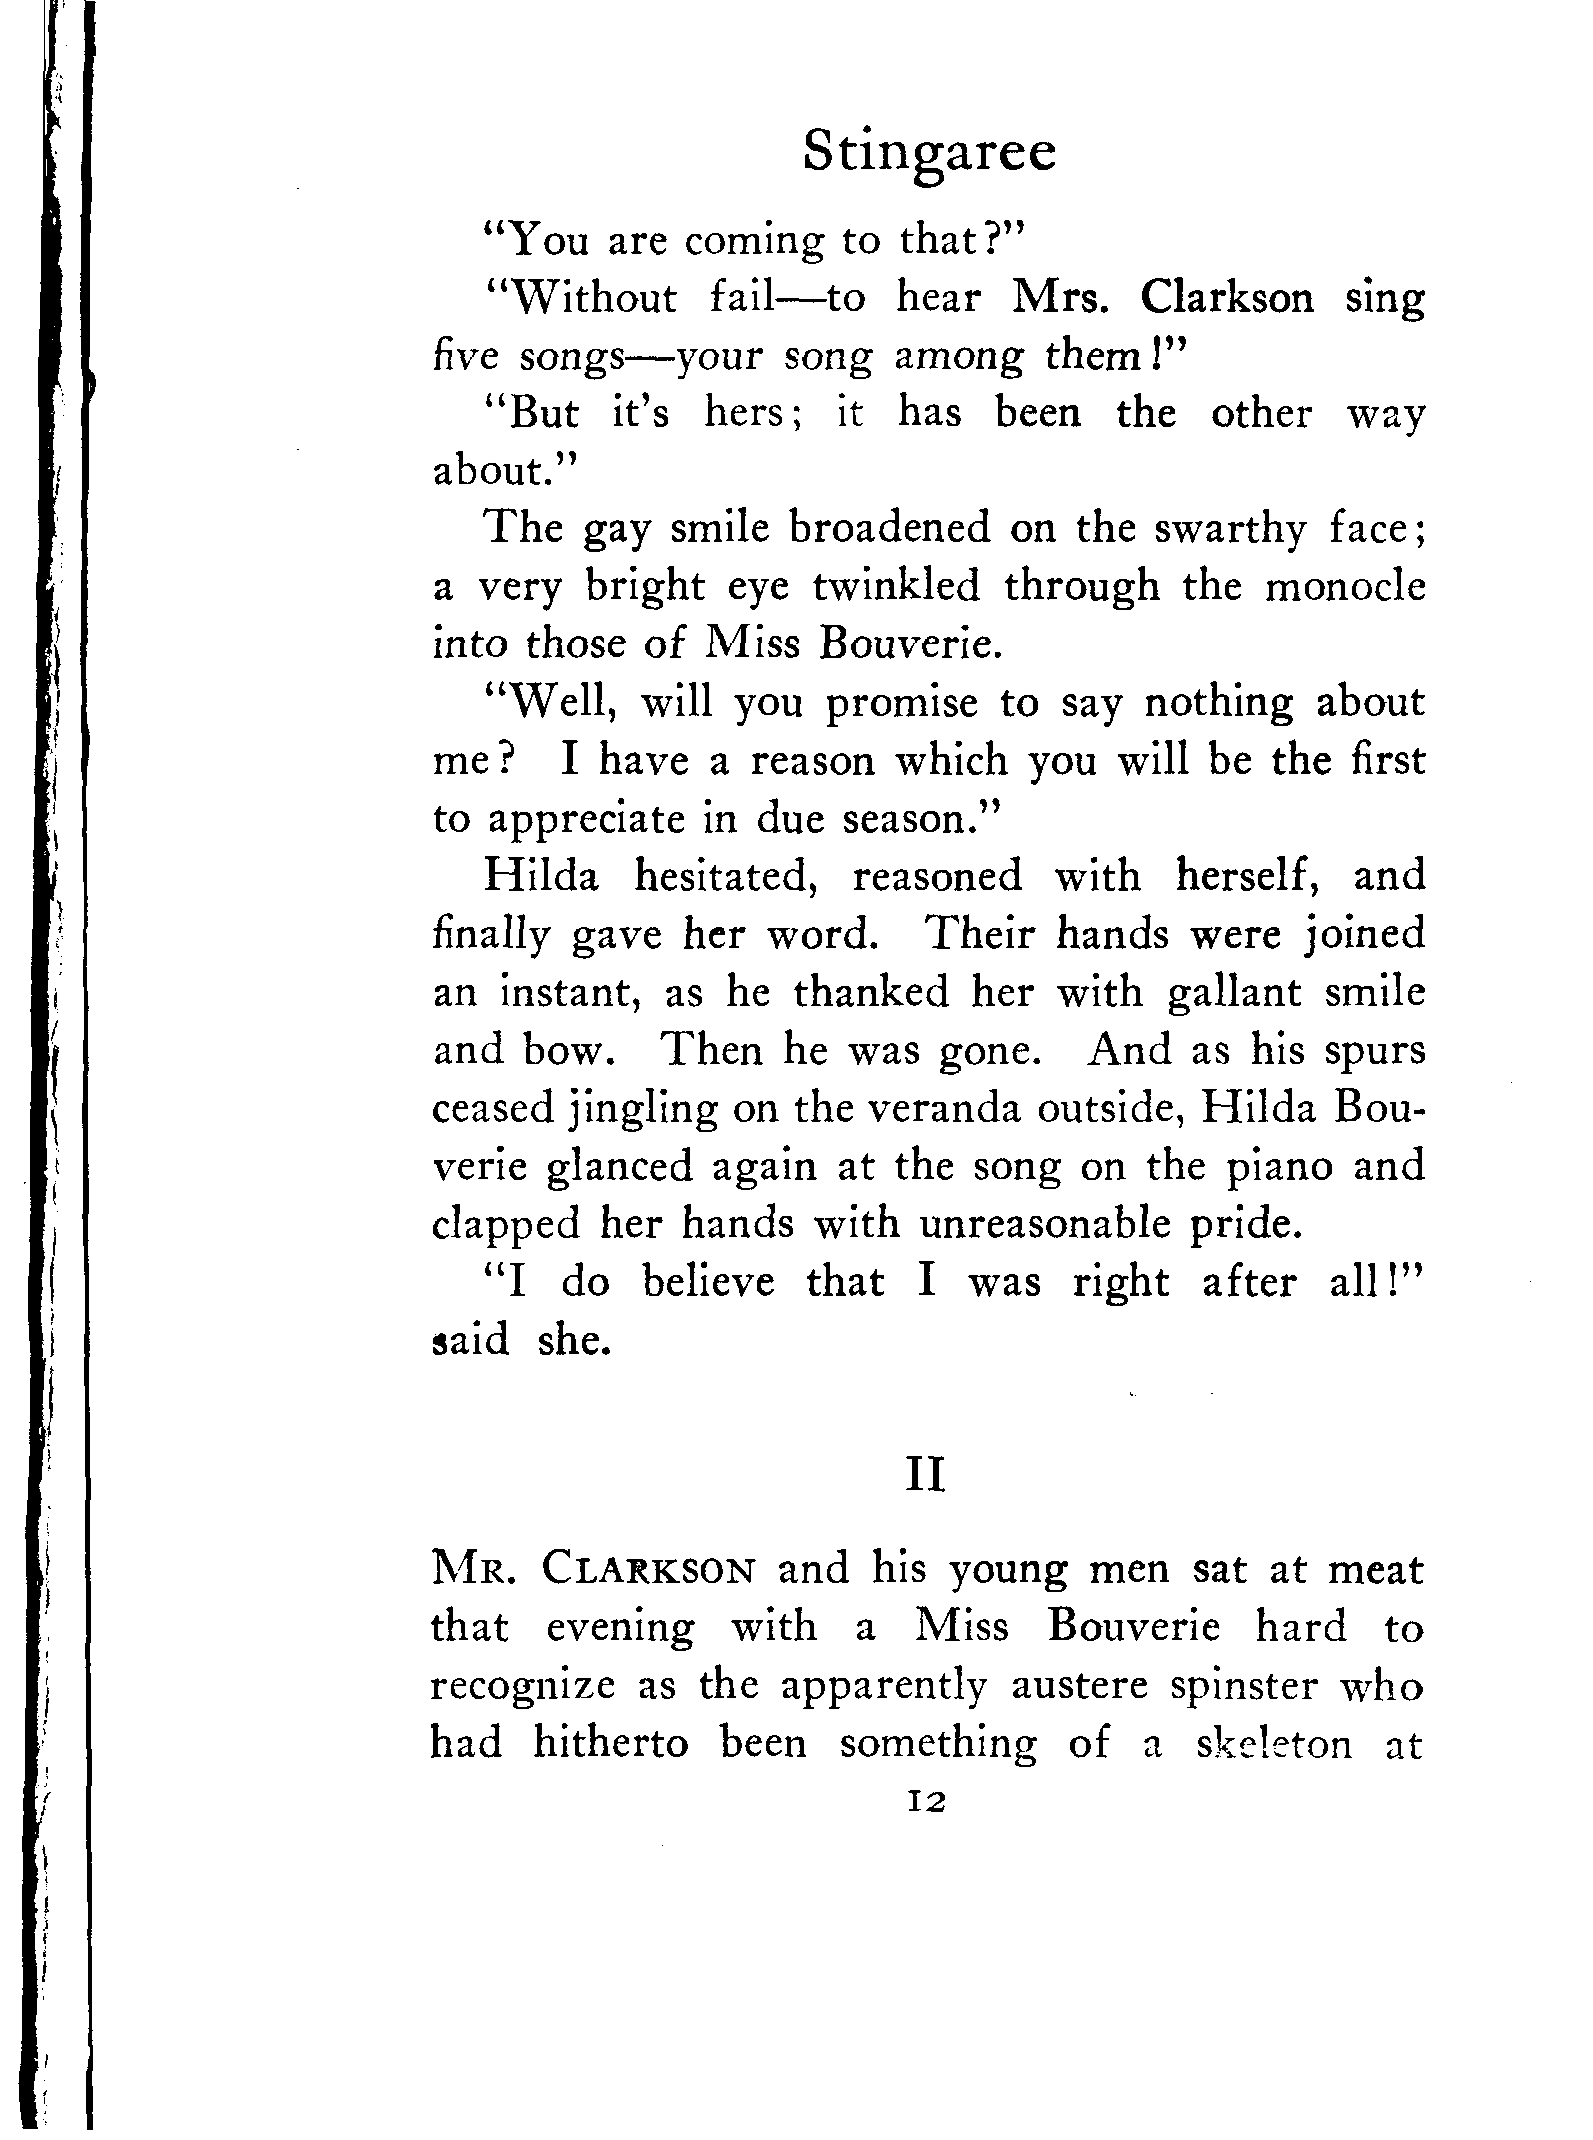 Stingaree
"You are coming to that?"
"Without fail—to hear Mrs. Clarkson sing
five songs—your song among them!"
"But it's hers; it has been the other way
about."
The gay smile broadened on the swarthy face;
a very bright eye twinkled through the monocle
into those of Miss Bouverie.
"Well, will you promise to say nothing about
me? I have a reason which you will be the first
to appreciate in due season."
Hilda hesitated, reasoned with herself, and
finally gave her word. Their hands were joined
an instant, as he thanked her with gallant smile
and bow. Then he was gone. And as his spurs
ceased jingling on the veranda outside, Hilda Bou-
verie glanced again at the song on the piano and
clapped her hands with unreasonable pride.
"I do believe that I was right after all!"
said she.
II
MR. CLARKSON and his young men sat at meat
that evening with a Miss Bouverie hard to
recognize as the apparently austere spinster who
had hitherto been something of a skeleton at
12